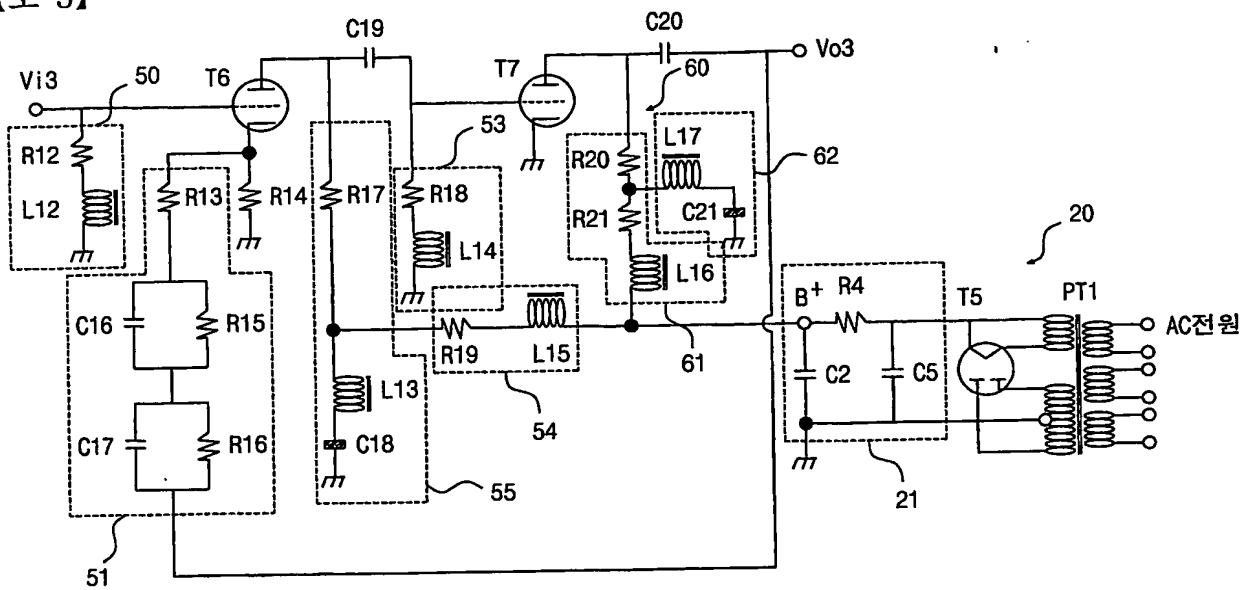 C19
C20
Vo3
Vi3
50
T6
T7
60
53
L17
62
R12
R20
R13
R14
R17
R18
L12
R21
C21
L14
L16
20
B+
R4
T5
PT1
AC전원
C16
R15
R19
L15
61
C2
C5
L13
54
C17
R16
C18
55
21
51